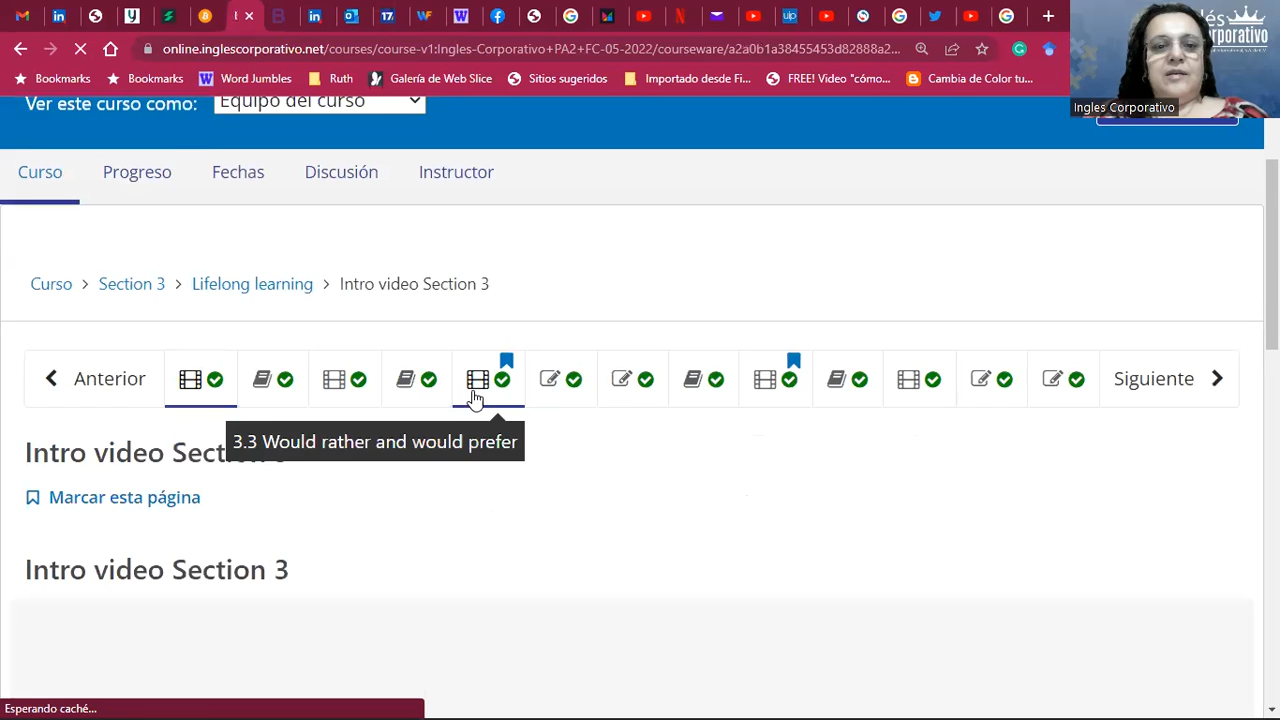 online.inglescorporativo.net/courses/course-v1:Ingles-Corporativo+PA2+FC-05-2022/courseware/a2a0b1a38455453d82888a2...
Bookmarks Bookmarks Word Jumbles Ruth Galería de Web Slice Sitios sugeridos Importado desde Fi... FREE! Video "cómo... Cambia de Color tu...
Inglés
Corporativo
Ingles Corporativo
Ver este curso como: Equipo del curso
Curso Progreso Fechas Discusión Instructor
Curso > Section 3 > Lifelong learning > Intro video Section 3
Anterior Siguiente
3.3 Would rather and would prefer
Intro video Sect
Marcar esta página
Intro video Section 3
Esperando caché...